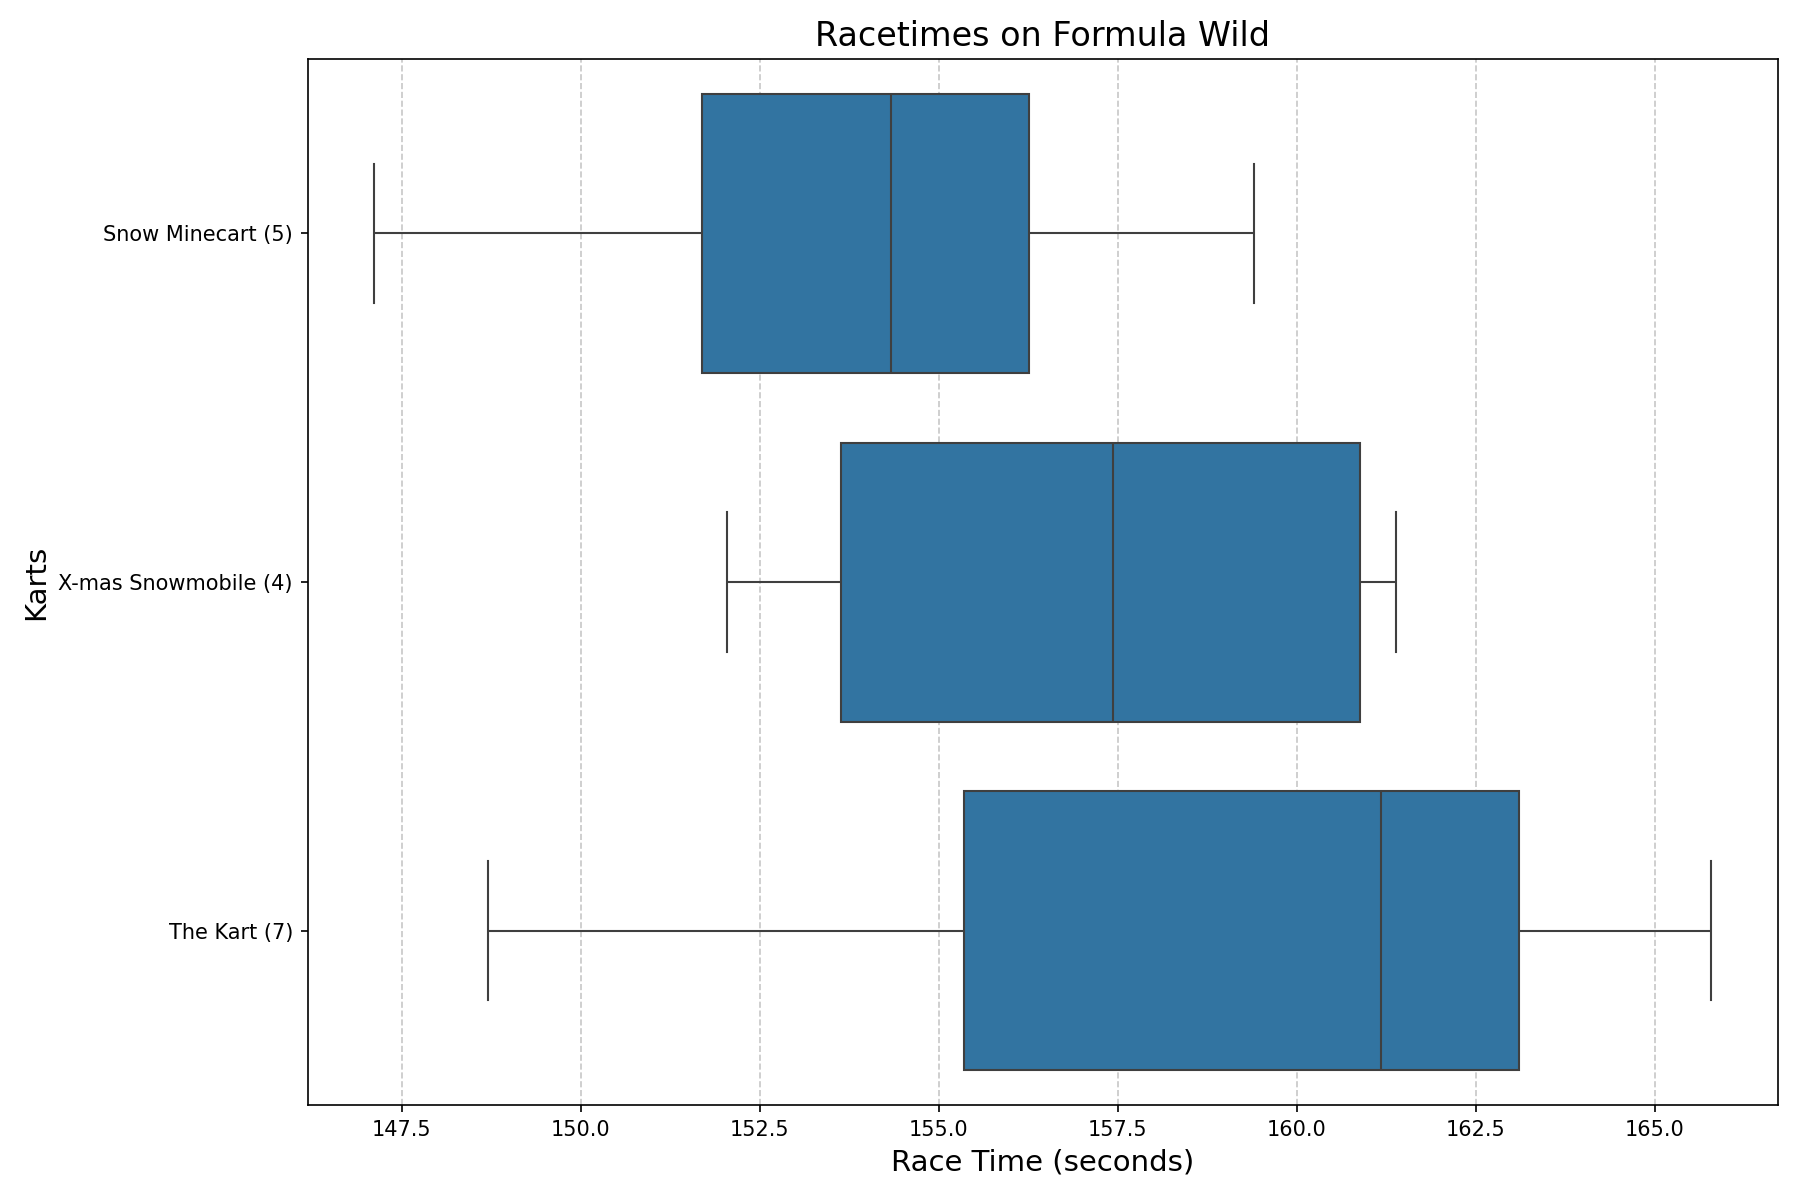 Racetimes on Formula Wild
Karts
Snow Minecart (5)
X-mas Snowmobile (4)
The Kart (7)
147.5 150.0 152.5 155.0 157.5 160.0 162.5 165.0
Race Time (seconds)